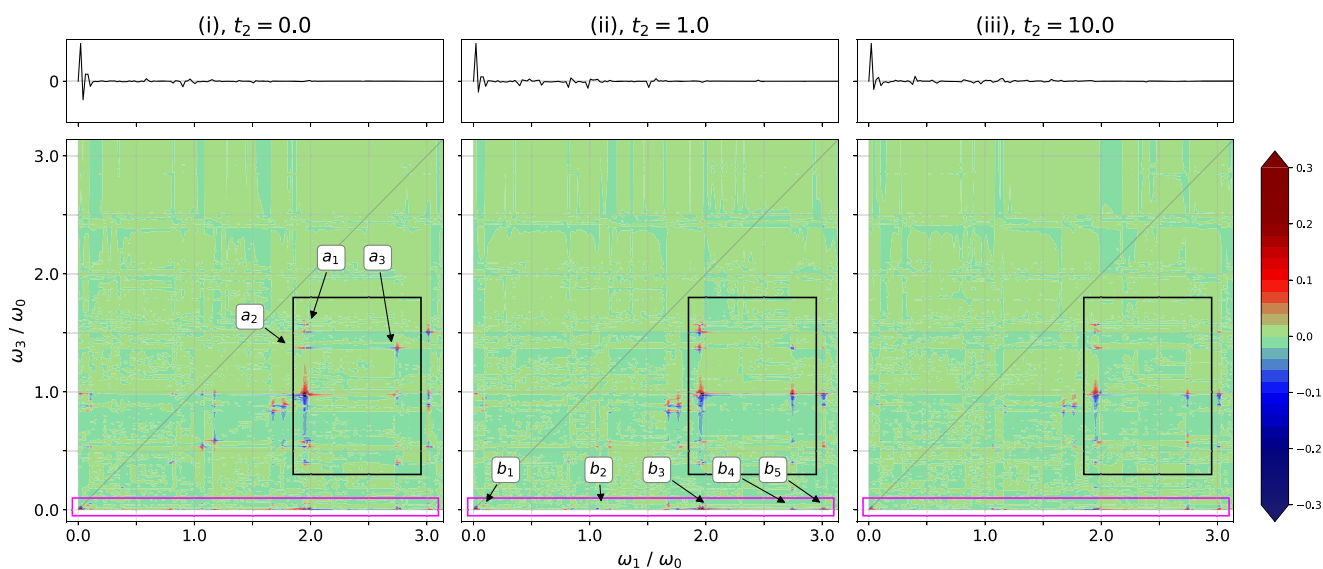 (i), t₂ = 0.0
(ii), t₂ = 1.0
(iii), t₂ = 10.0
0
3.0
2.0
1.0
0.0
ω₃ / ω₀
a₁
a₃
a₂
b₁
b₂
b₃
b₄
b₅
0.0
1.0
2.0
3.0
0.0
1.0
2.0
3.0
0.0
1.0
2.0
3.0
ω₁ / ω₀
0.3
0.2
0.1
0.0
−0.1
−0.2
−0.3